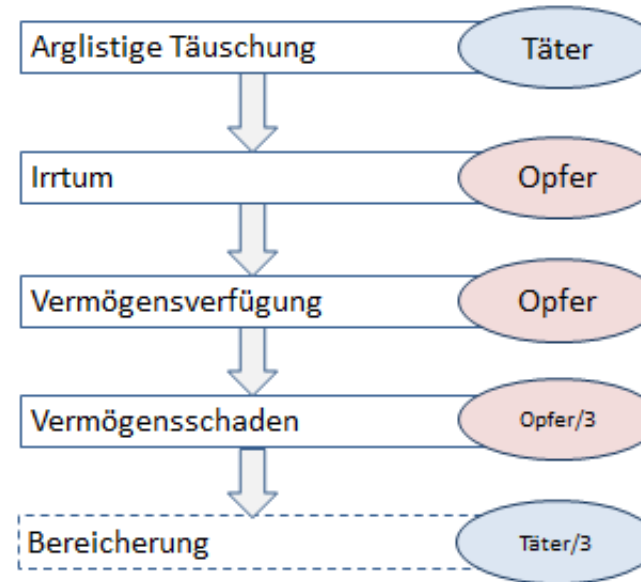 Arglistige Täuschung Täter
Irrtum Opfer
Vermögensverfügung Opfer
Vermögensschaden Opfer/3
Bereicherung Täter/3